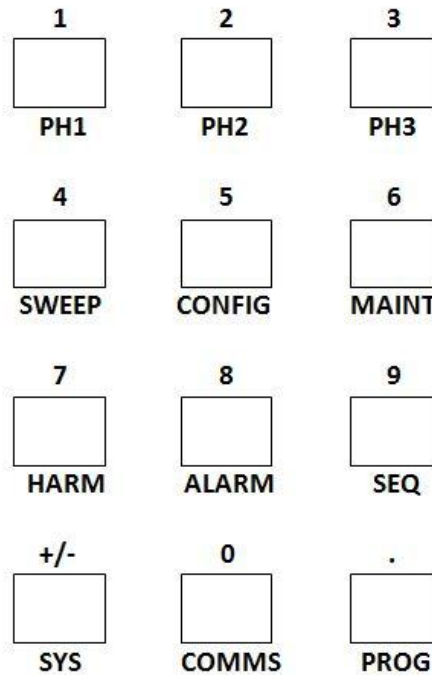 1 2 3
PH1 PH2 PH3
4 5 6
SWEEP CONFIG MAINT
7 8 9
HARM ALARM SEQ
+/- 0 .
SYS COMMS PROG